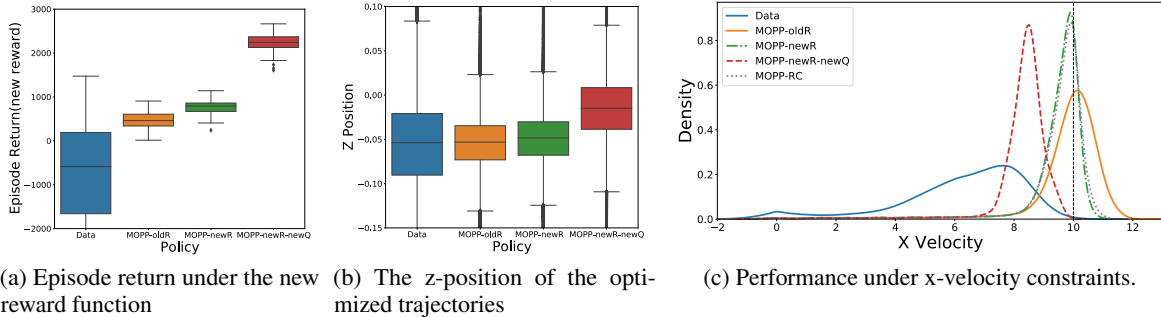 3000
2000
1000
0
−1000
−2000
Episode Return(new reward)
Data
MOPP-oldR
MOPP-newR
MOPP-newR-newQ
Policy
0.10
0.05
0.00
−0.05
−0.10
−0.15
Z Position
Data
MOPP-oldR
MOPP-newR
MOPP-newR-newQ
Policy
Data
MOPP-oldR
MOPP-newR
MOPP-newR-newQ
MOPP-RC
0.8
0.6
0.4
0.2
0.0
Density
−2 0 2 4 6 8 10 12
X Velocity
(a) Episode return under the new
reward function
(b) The z-position of the opti-
mized trajectories
(c) Performance under x-velocity constraints.